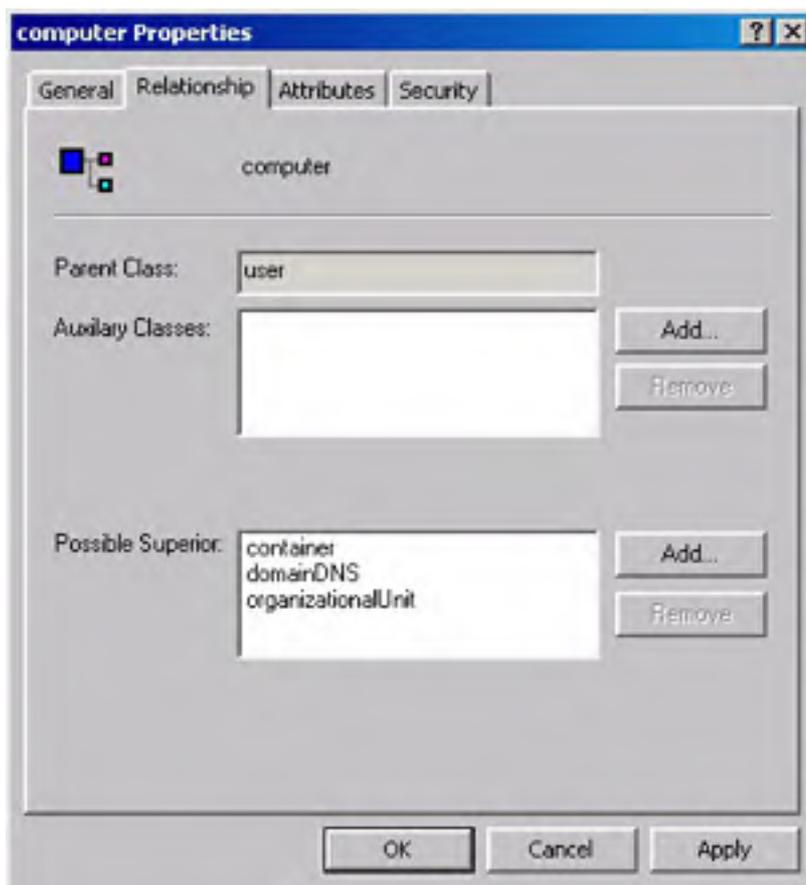 computer Properties
? X
General Relationship Attributes Security
computer
Parent Class: user
Auxilary Classes:
Add...
Remove
Possible Superior: container
domainDNS
organizationalUnit
Add...
Remove
OK Cancel Apply